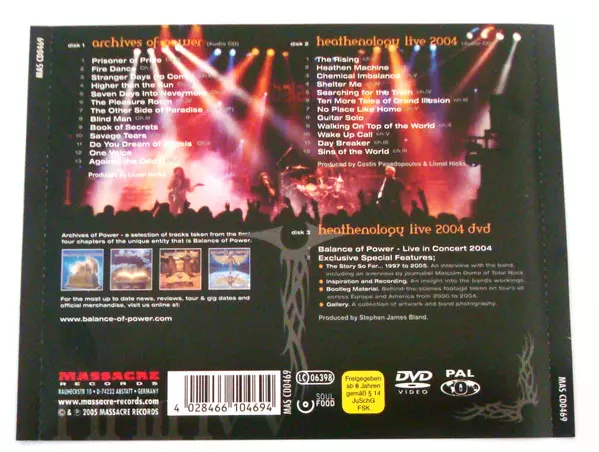 MAS CD0469
disk 1 archives of power (Audio CD)
1 Prisoner of Pride
2 Fire Dance
3 Stranger Days (to Come)
4 Higher than the Sun
5 Seven Days into Nevermore
6 The Pleasure Room
7 The Other Side of Paradise
8 Blind Man
9 Book of Secrets
10 Savage Tears
11 Do You Dream of Angels
12 One Voice
13 Against the Odds
Produced by Lionel Hicks
disk 2 heathenology live 2004 (Audio CD)
1 The Rising
2 Heathen Machine
3 Chemical Imbalance
4 Shelter Me
5 Searching for the Truth
6 Ten More Tales of Grand Illusion
7 No Place Like Home
8 Guitar Solo
9 Walking On Top of the World
10 Wake Up Call
11 Day Breaker
12 Sins of the World
Produced by Costis Papadopoulos & Lionel Hicks
Archives of Power - a selection of tracks taken from the first
four chapters of the unique entity that is Balance of Power.
For the most up to date news, reviews, tour & gig dates and
official merchandise, visit us online at:
www.balance-of-power.com
disk 3 heathenology live 2004 dvd
Balance of Power - Live in Concert 2004
Exclusive Special Features;
The Story So Far... 1997 to 2005. An interview with the band,
including an overview by journalist Malcolm Dome of Total Rock
Inspiration and Recording. An insight into the bands workings.
Bootleg Material. Behind-the-scenes footage on tours all
across Europe and America from 2000 to 2004.
Gallery. A collection of artwork and band photography.
Produced by Stephen James Bland.
MASSACRE
RECORDS
RAUHECKSTR 10 • D-74232 ABSTATT • GERMANY
www.massacre-records.com
© & ℗ 2005 MASSACRE RECORDS
4 028466 104694
MAS CD0469
LC 06398
SOUL
FOOD
Freigegeben
ab 6 Jahren
gemäß § 14
JuSchG
FSK
DVD
VIDEO
PAL
0
MAS CD0469